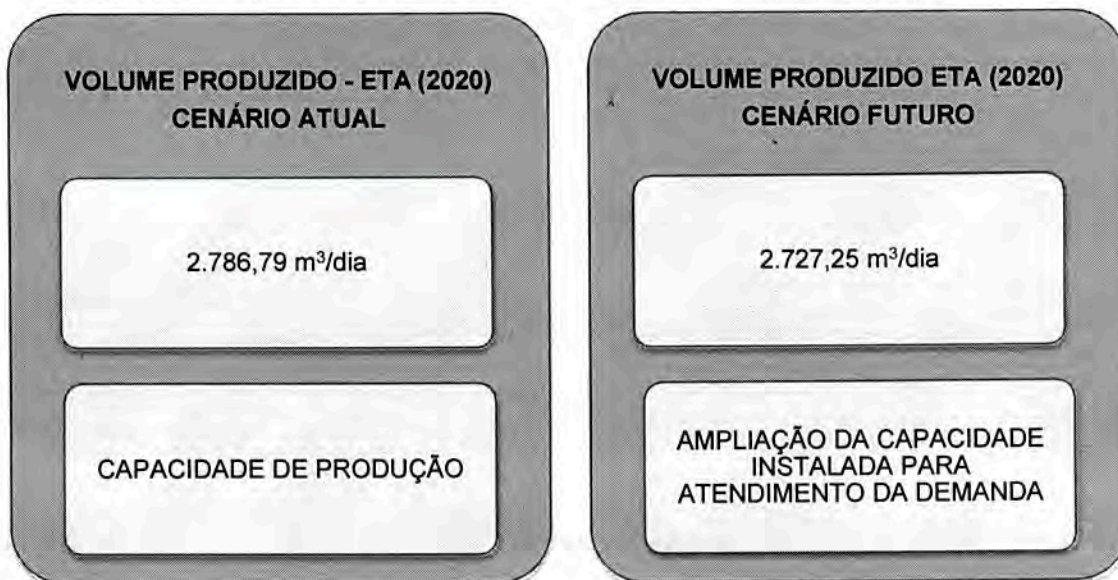 VOLUME PRODUZIDO - ETA (2020)
CENÁRIO ATUAL
2.786,79 m³/dia
CAPACIDADE DE PRODUÇÃO
VOLUME PRODUZIDO ETA (2020)
CENÁRIO FUTURO
2.727,25 m³/dia
AMPLIAÇÃO DA CAPACIDADE
INSTALADA PARA
ATENDIMENTO DA DEMANDA